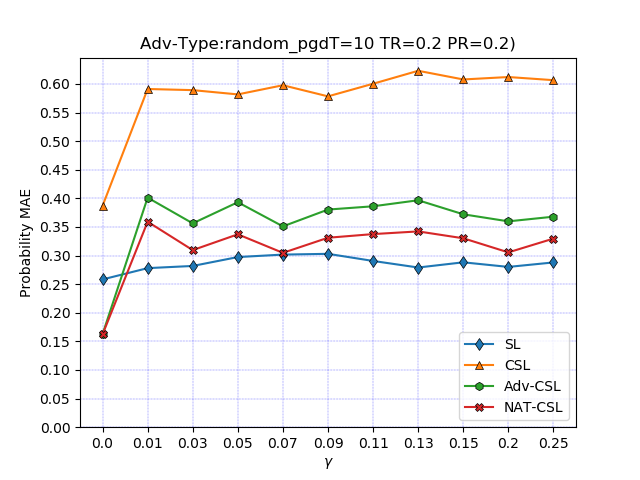 Adv-Type:random_pgdT=10 TR=0.2 PR=0.2)
Probability MAE
0.60
0.55
0.50
0.45
0.40
0.35
0.30
0.25
0.20
0.15
0.10
0.05
0.00
SL
CSL
Adv-CSL
NAT-CSL
0.0 0.01 0.03 0.05 0.07 0.09 0.11 0.13 0.15 0.2 0.25
γ